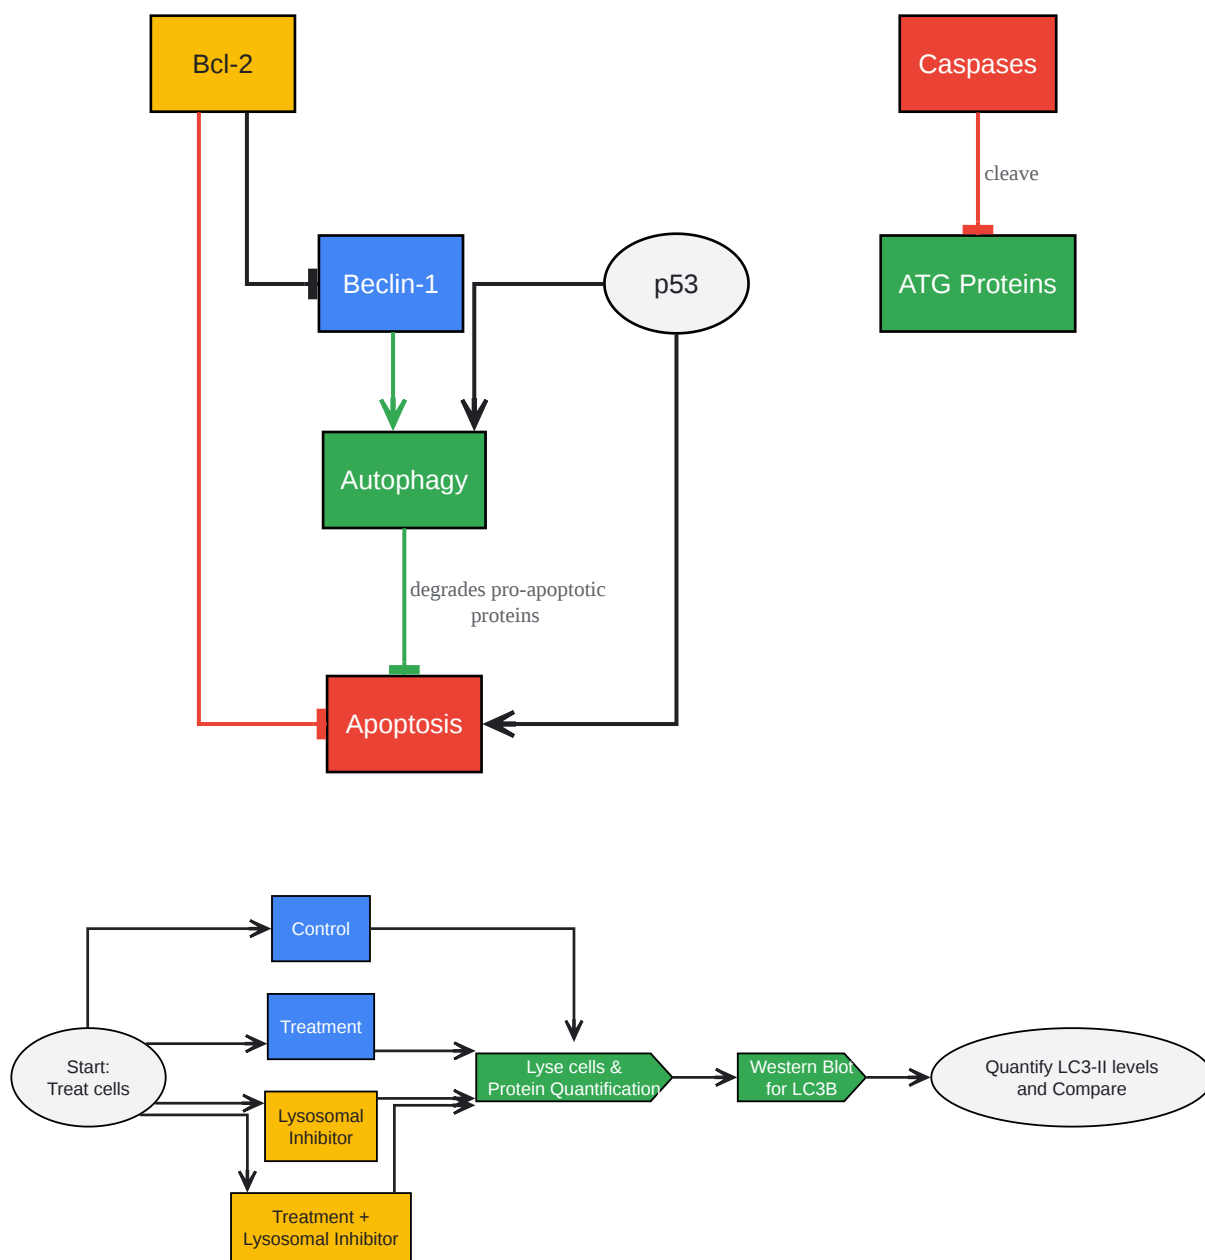 Bcl-2
Caspases
cleave
Beclin-1
p53
ATG Proteins
Autophagy
degrades pro-apoptotic
proteins
Apoptosis
Control
Treatment
Start:
Treat cells
Lyse cells &
Protein Quantification
Western Blot
for LC3B
Quantify LC3-II levels
and Compare
Lysosomal
Inhibitor
Treatment +
Lysosomal Inhibitor